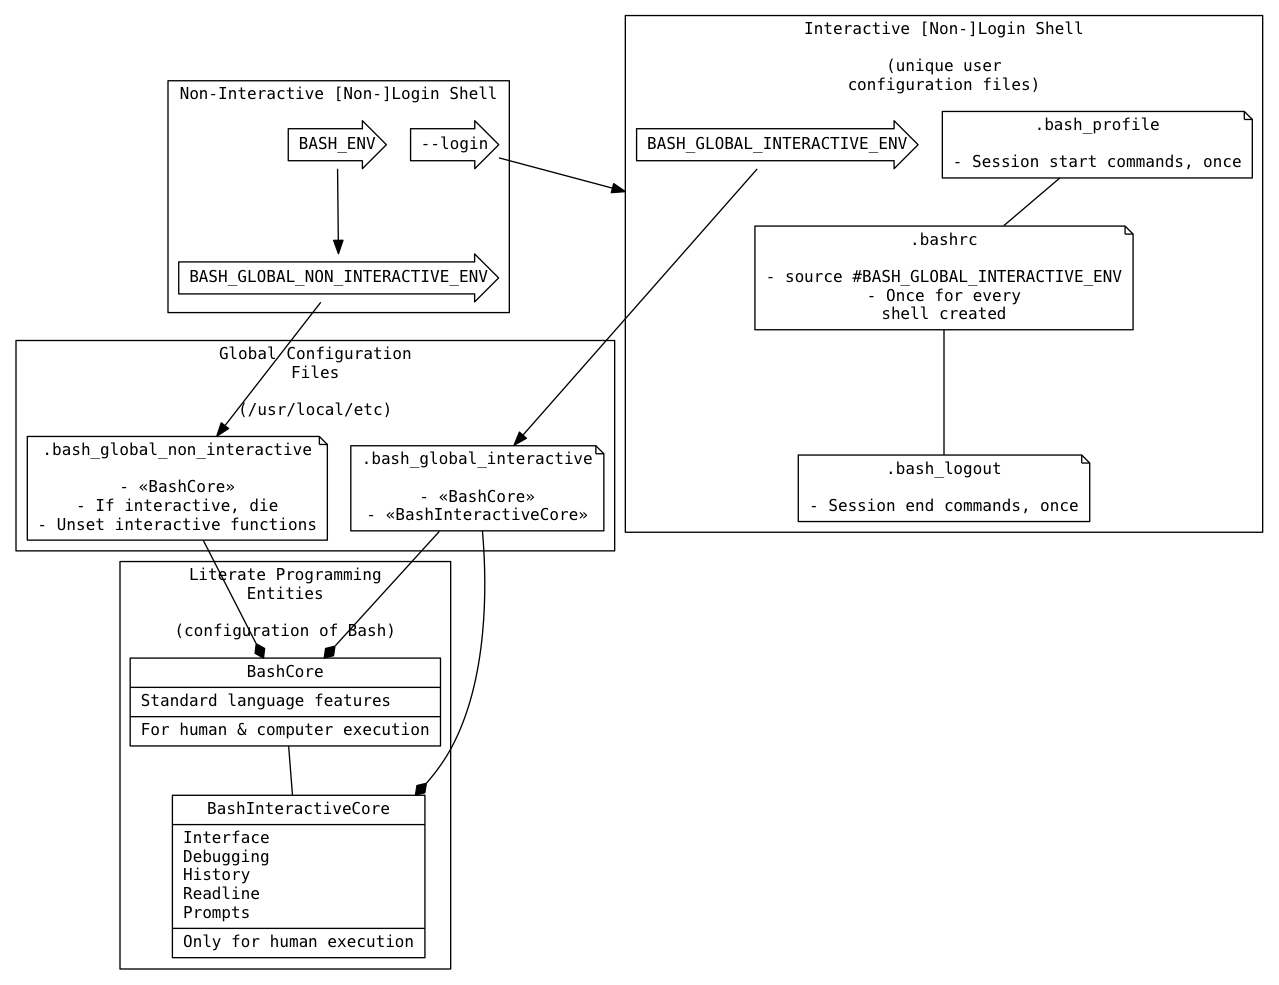 Interactive [Non-]Login Shell
(unique user
configuration files)
Non-Interactive [Non-]Login Shell
BASH_ENV
--login
BASH_GLOBAL_INTERACTIVE_ENV
.bash_profile
- Session start commands, once
.bashrc
- source #BASH_GLOBAL_INTERACTIVE_ENV
- Once for every
shell created
BASH_GLOBAL_NON_INTERACTIVE_ENV
Global Configuration
Files
(/usr/local/etc)
.bash_global_non_interactive
- «BashCore»
- If interactive, die
- Unset interactive functions
.bash_global_interactive
- «BashCore»
- «BashInteractiveCore»
.bash_logout
- Session end commands, once
Literate Programming
Entities
(configuration of Bash)
BashCore
Standard language features
For human & computer execution
BashInteractiveCore
Interface
Debugging
History
Readline
Prompts
Only for human execution